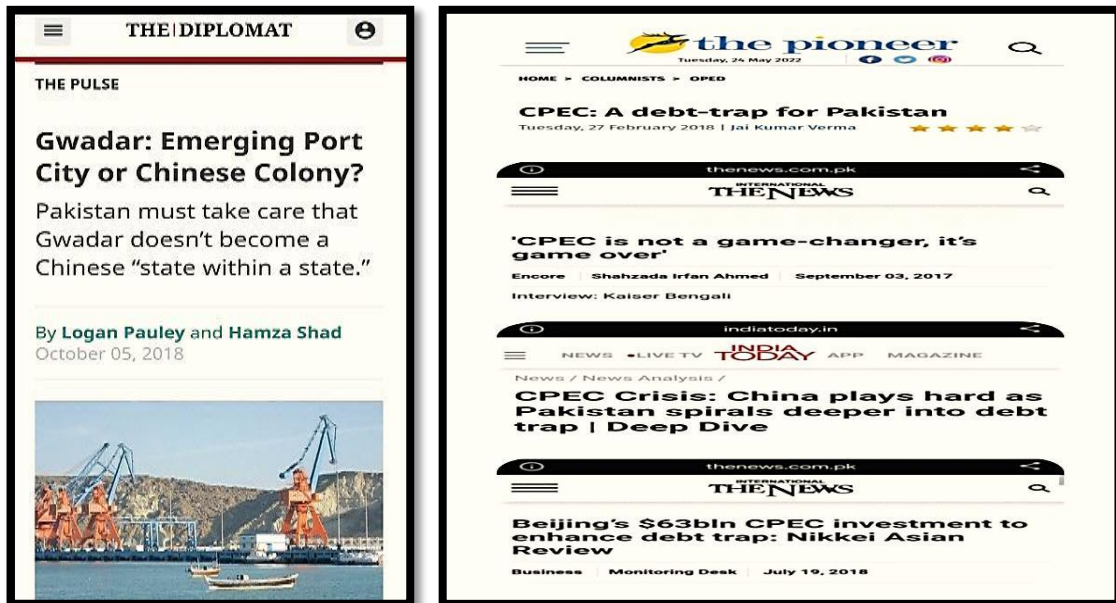 THE|DIPLOMAT
THE PULSE
Gwadar: Emerging Port
City or Chinese Colony?
Pakistan must take care that
Gwadar doesn't become a
Chinese “state within a state.”
By Logan Pauley and Hamza Shad
October 05, 2018
the pioneer
Tuesday, 24 May 2022
HOME > COLUMNISTS > OPED
CPEC: A debt-trap for Pakistan
Tuesday, 27 February 2018 | Jai Kumar Verma
thenews.com.pk
INTERNATIONAL
THE NEWS
'CPEC is not a game-changer, it's
game over'
Encore Shahzada Irfan Ahmed September 03, 2017
Interview: Kaiser Bengali
indiatoday.in
NEWS •LIVE TV INDIA TODAY APP MAGAZINE
News / News Analysis /
CPEC Crisis: China plays hard as
Pakistan spirals deeper into debt
trap | Deep Dive
thenews.com.pk
INTERNATIONAL
THE NEWS
Beijing's $63bln CPEC investment to
enhance debt trap: Nikkei Asian
Review
Business Monitoring Desk July 19, 2018